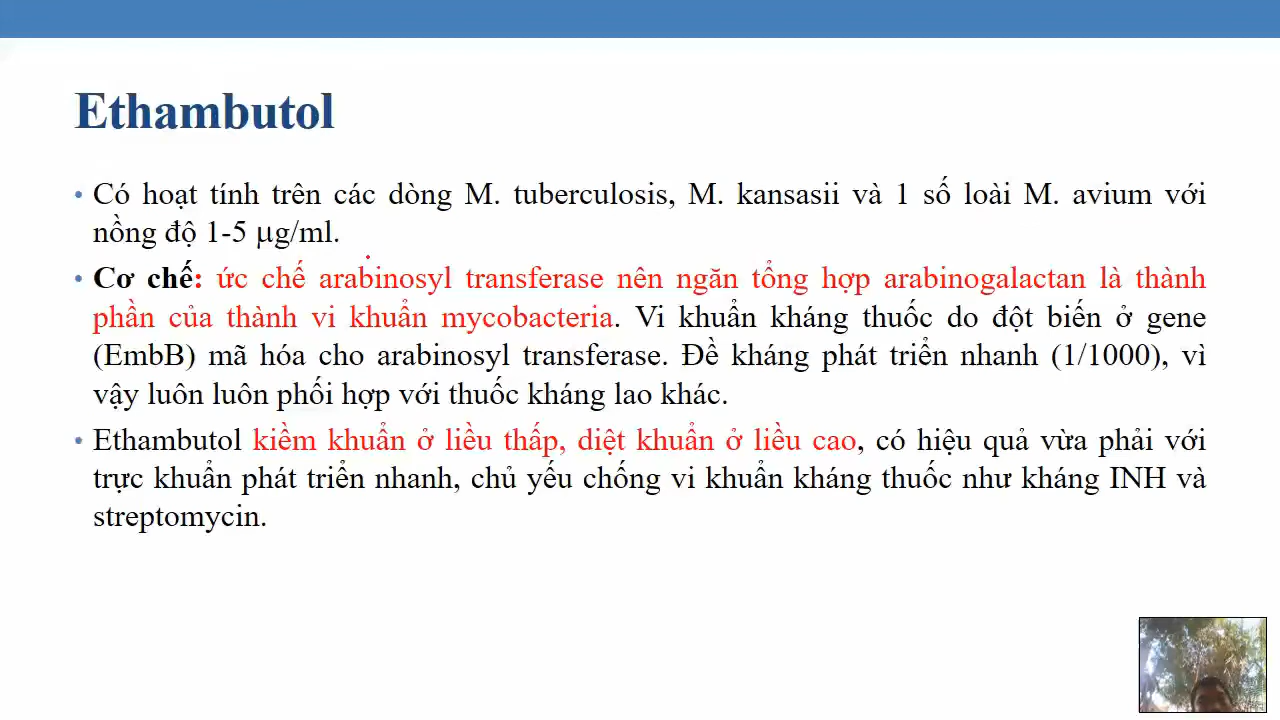 Ethambutol
• Có hoạt tính trên các dòng M. tuberculosis, M. kansasii và 1 số loài M. avium với
nồng độ 1-5 µg/ml.
• Cơ chế: ức chế arabinosyl transferase nên ngăn tổng hợp arabinogalactan là thành
phần của thành vi khuẩn mycobacteria. Vi khuẩn kháng thuốc do đột biến ở gene
(EmbB) mã hóa cho arabinosyl transferase. Đề kháng phát triển nhanh (1/1000), vì
vậy luôn luôn phối hợp với thuốc kháng lao khác.
• Ethambutol kiềm khuẩn ở liều thấp, diệt khuẩn ở liều cao, có hiệu quả vừa phải với
trực khuẩn phát triển nhanh, chủ yếu chống vi khuẩn kháng thuốc như kháng INH và
streptomycin.